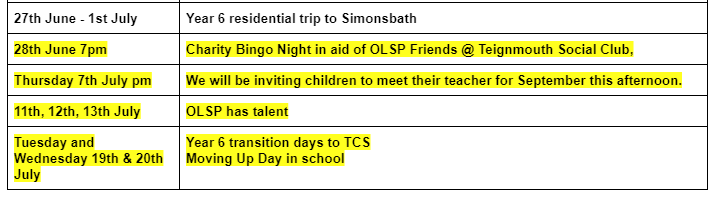 27th June - 1st July
Year 6 residential trip to Simonsbath
28th June 7pm
Charity Bingo Night in aid of OLSP Friends @ Teignmouth Social Club,
Thursday 7th July pm
We will be inviting children to meet their teacher for September this afternoon.
11th, 12th, 13th July
OLSP has talent
Tuesday and
Wednesday 19th & 20th
July
Year 6 transition days to TCS
Moving Up Day in school